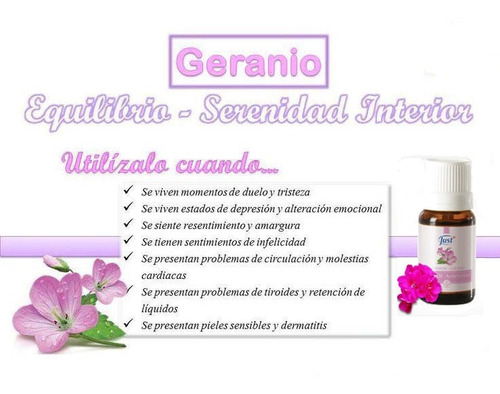 Geranio
Equilibrio - Serenidad Interior
Utilízalo cuando...
✓ Se viven momentos de duelo y tristeza
✓ Se viven estados de depresión y alteración emocional
✓ Se siente resentimiento y amargura
✓ Se tienen sentimientos de infelicidad
✓ Se presentan problemas de circulación y molestias
cardiacas
✓ Se presentan problemas de tiroides y retención de
líquidos
✓ Se presentan pieles sensibles y dermatitis
Just